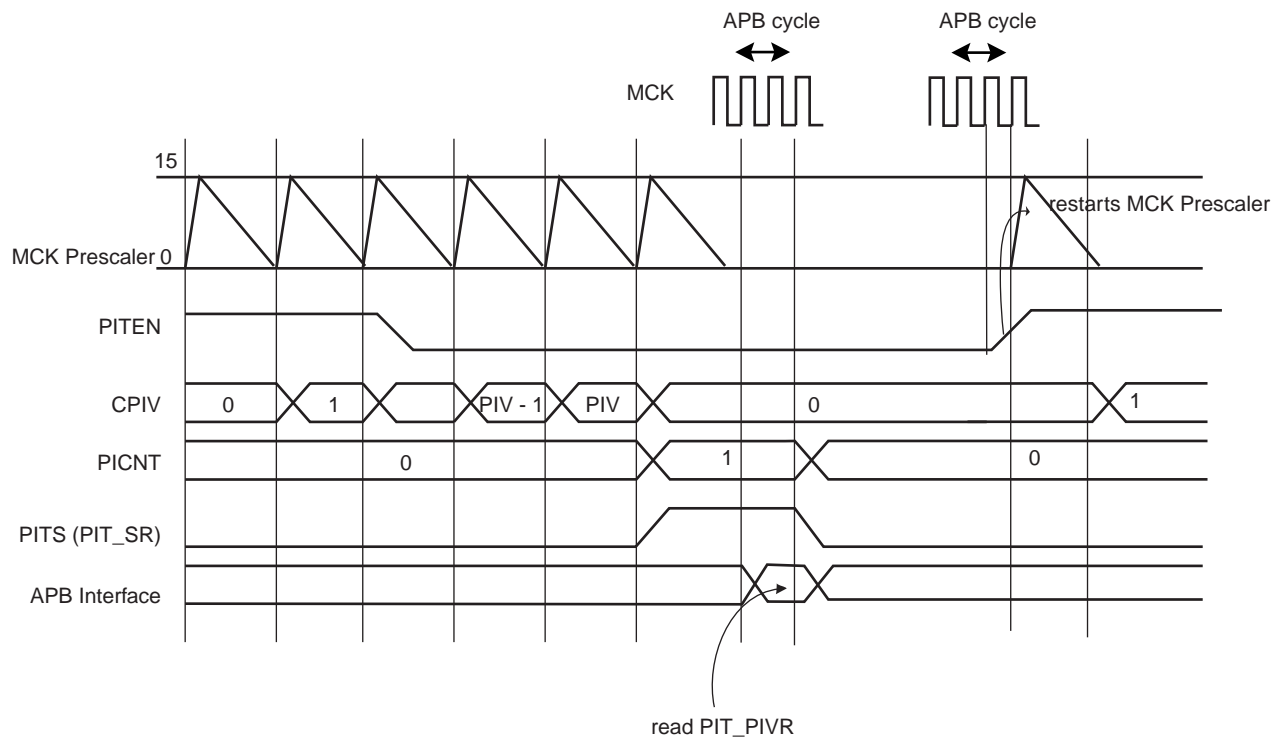 APB cycle
APB cycle
MCK
15
restarts MCK Prescaler
MCK Prescaler 0
PITEN
CPIV 0 1 PIV - 1 PIV 0 1
PICNT 0 1 0
PITS (PIT_SR)
APB Interface
read PIT_PIVR